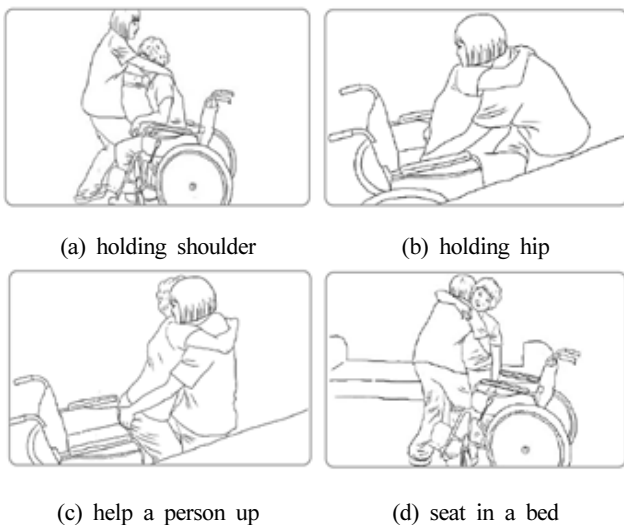 (a) holding shoulder
(b) holding hip
(c) help a person up
(d) seat in a bed